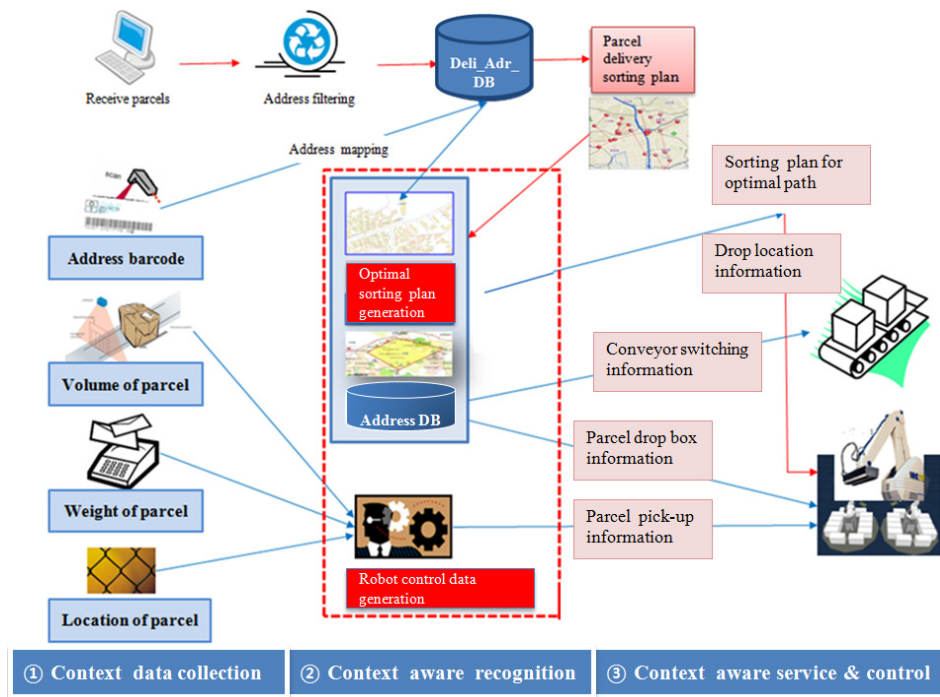 Receive parcels
Address filtering
Deli_Adr_
DB
Parcel
delivery
sorting plan
Address mapping
scan
Address barcode
Volume of parcel
Weight of parcel
Location of parcel
Optimal
sorting plan
generation
Address DB
Robot control data
generation
Sorting plan for
optimal path
Drop location
information
Conveyor switching
information
Parcel drop box
information
Parcel pick-up
information
① Context data collection
② Context aware recognition
③ Context aware service & control